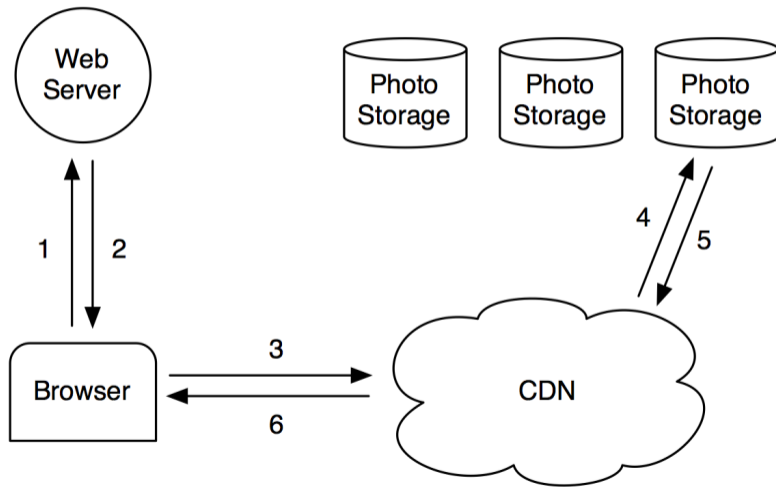 Web
Server
Photo
Storage
Photo
Storage
Photo
Storage
1
2
4
5
3
6
Browser
CDN